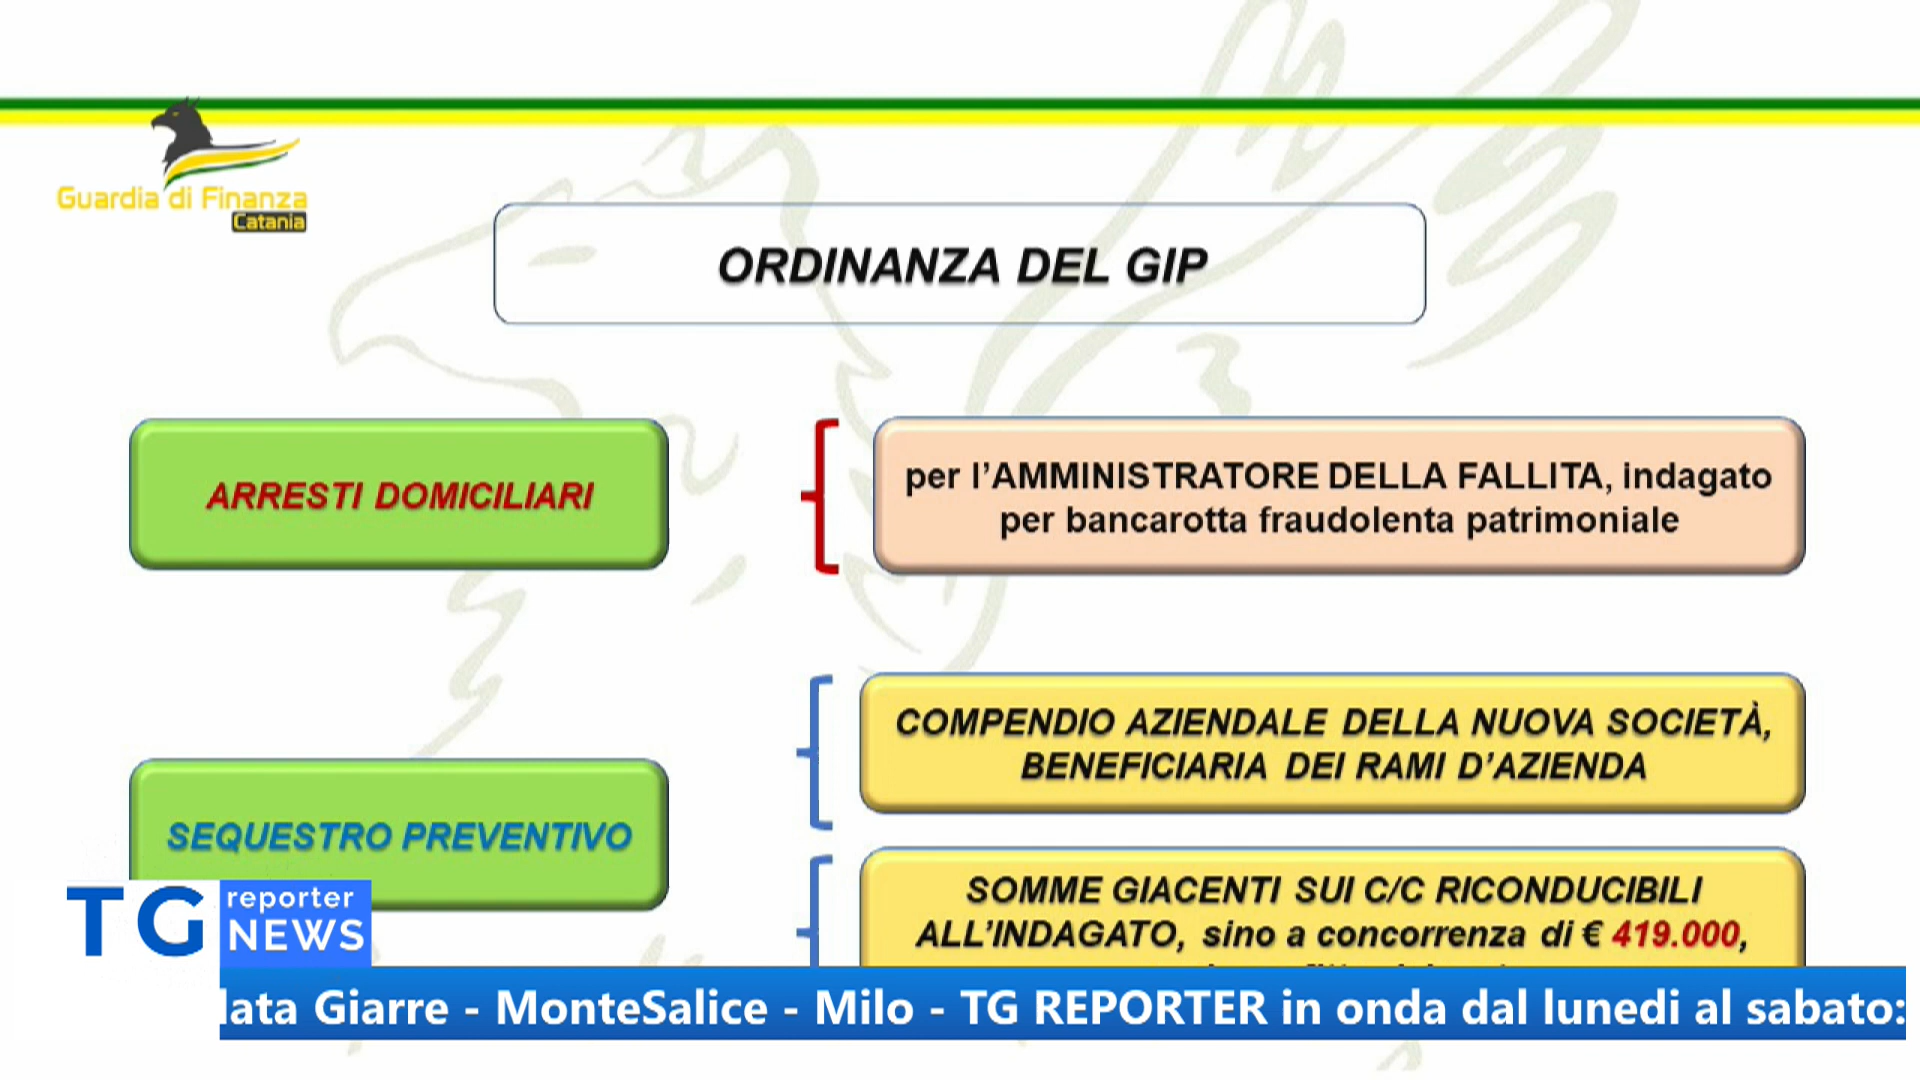 Guardia di Finanza
Catania
ORDINANZA DEL GIP
ARRESTI DOMICILIARI
per l'AMMINISTRATORE DELLA FALLITA, indagato
per bancarotta fraudolenta patrimoniale
COMPENDIO AZIENDALE DELLA NUOVA SOCIETÀ,
BENEFICIARIA DEI RAMI D'AZIENDA
SEQUESTRO PREVENTIVO
SOMME GIACENTI SUI C/C RICONDUCIBILI
ALL'INDAGATO, sino a concorrenza di € 419.000,
TG reporter
NEWS
Giarre - MonteSalice - Milo - TG REPORTER in onda dal lunedi al sabato: